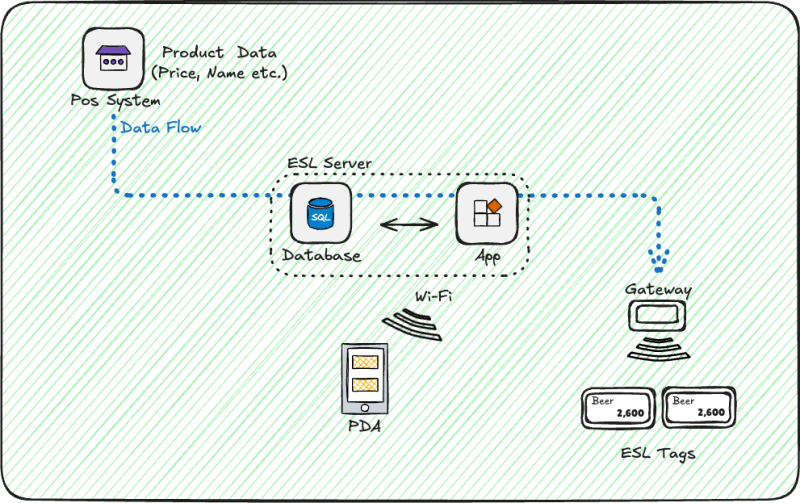 Product Data
(Price, Name etc.)
Pos System
Data Flow
ESL Server
SQL
Database
App
Wi-Fi
Gateway
PDA
Beer
2,600
Beer
2,600
ESL Tags